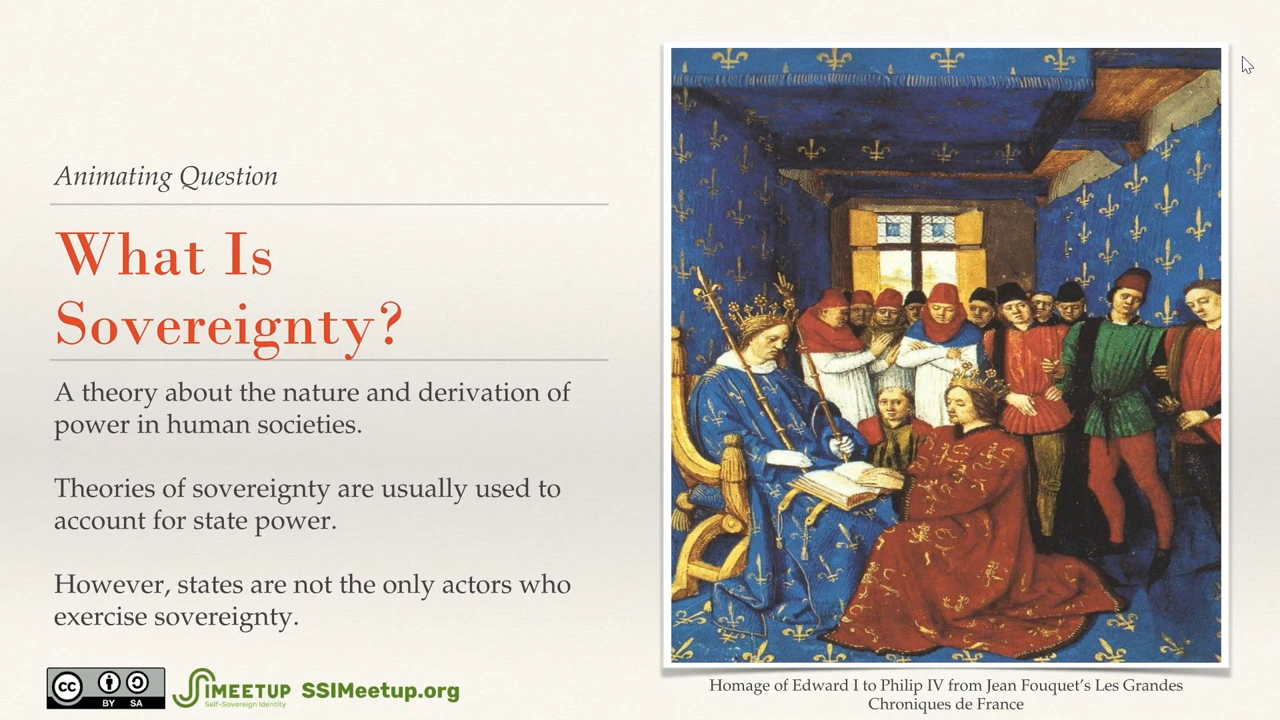 Animating Question
What Is
Sovereignty?
A theory about the nature and derivation of
power in human societies.
Theories of sovereignty are usually used to
account for state power.
However, states are not the only actors who
exercise sovereignty.
cc BY SA
SSIMEETUP SSIMeetup.org
Self-Sovereign Identity
Homage of Edward I to Philip IV from Jean Fouquet’s Les Grandes
Chroniques de France